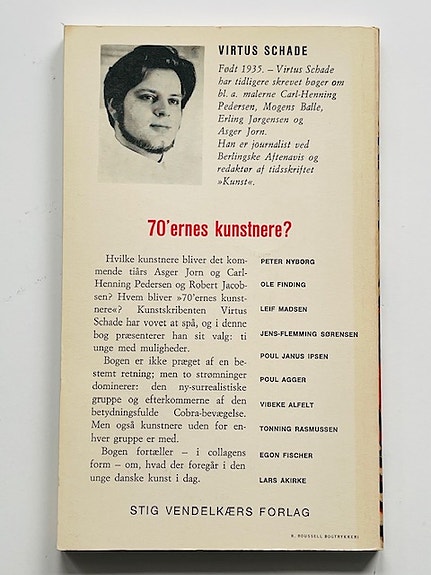 VIRTUS SCHADE
Født 1935. – Virtus Schade
har tidligere skrevet bøger om
bl. a. malerne Carl-Henning
Pedersen, Mogens Balle,
Erling Jørgensen og
Asger Jorn.
Han er journalist ved
Berlingske Aftenavis og
redaktør af tidsskriftet
»Kunst«.
70'ernes kunstnere?
Hvilke kunstnere bliver det kom-
mende tiårs Asger Jorn og Carl-
Henning Pedersen og Robert Jacob-
sen? Hvem bliver »70'ernes kunst-
nere«? Kunstskribenten Virtus
Schade har vovet at spå, og i denne
bog præsenterer han sit valg: ti
unge med muligheder.
Bogen er ikke præget af en be-
stemt retning; men to strømninger
dominerer: den ny-surrealistiske
gruppe og efterkommerne af den
betydningsfulde Cobra-bevægelse.
Men også kunstnere uden for en-
hver gruppe er med.
Bogen fortæller – i collagens
form – om, hvad der foregår i den
unge danske kunst i dag.
PETER NYBORG
OLE FINDING
LEIF MADSEN
JENS-FLEMMING SØRENSEN
POUL JANUS IPSEN
POUL AGGER
VIBEKE ALFELT
TONNING RASMUSSEN
EGON FISCHER
LARS AKIRKE
STIG VENDELKÆRS FORLAG
R. ROUSSELL BOGTRYKKERI